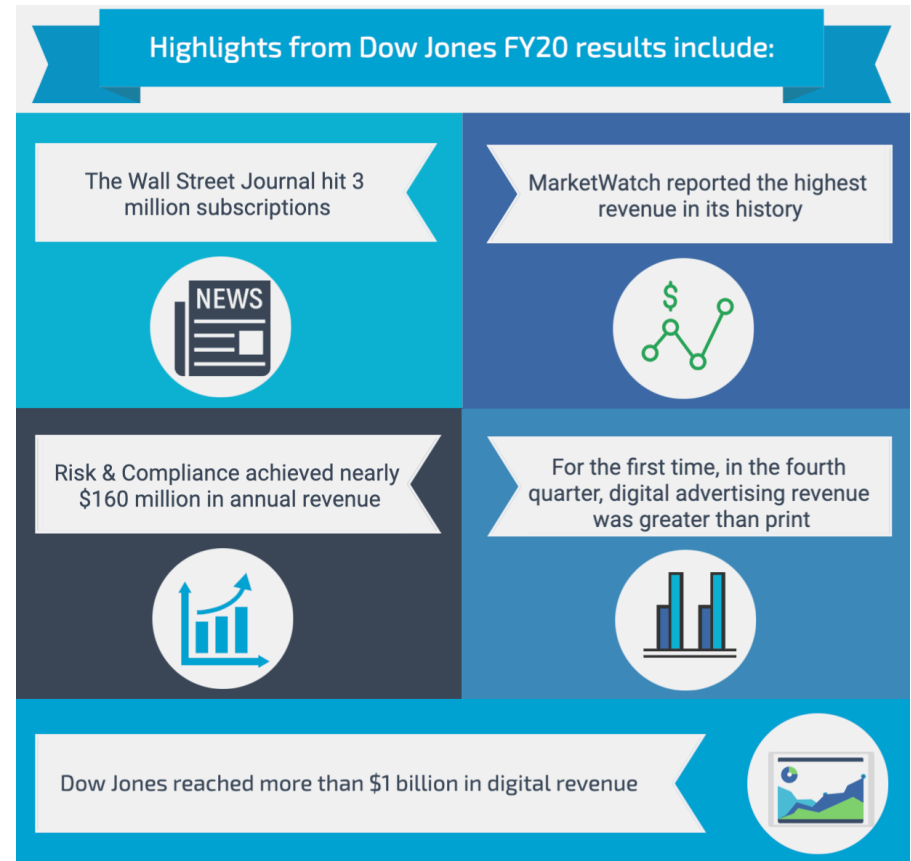 Highlights from Dow Jones FY20 results include:
The Wall Street Journal hit 3
million subscriptions
MarketWatch reported the highest
revenue in its history
NEWS
$
Risk & Compliance achieved nearly
$160 million in annual revenue
For the first time, in the fourth
quarter, digital advertising revenue
was greater than print
Dow Jones reached more than $1 billion in digital revenue